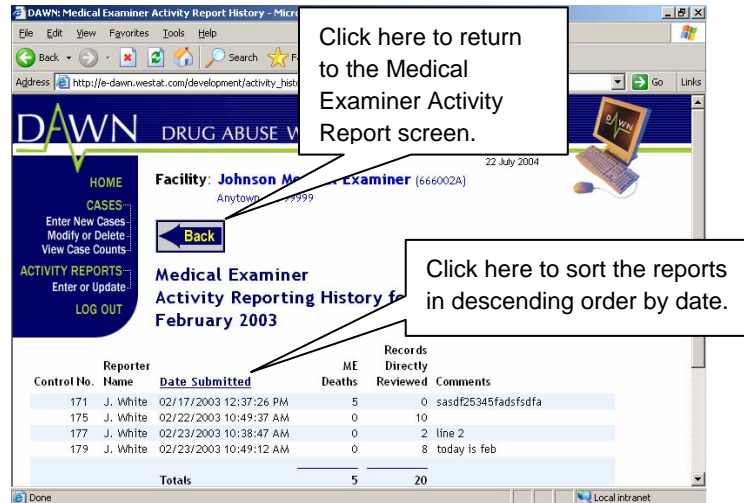 DAWN: Medical Examiner Activity Report History - Micro
File Edit View Favorites Tools Help
Back Search
Address http://e-dawn.westat.com/development/activity_histo Go Links
Click here to return
to the Medical
Examiner Activity
Report screen.
DAWN DRUG ABUSE W
DAWN
22 July 2004
HOME
CASES
Enter New Cases
Modify or Delete
View Case Counts
ACTIVITY REPORTS
Enter or Update
LOG OUT
Facility: Johnson Examiner (666002A)
Anytown
Back
Click here to sort the reports
in descending order by date.
Medical Examiner
Activity Reporting History for
February 2003
Control No. Reporter Name Date Submitted ME Deaths Records Directly Reviewed Comments
171 J. White 02/17/2003 12:37:26 PM 5 0 sasdf25345fadsfsdfa
175 J. White 02/22/2003 10:49:37 AM 0 10
177 J. White 02/23/2003 10:38:47 AM 0 2 line 2
179 J. White 02/23/2003 10:49:12 AM 0 8 today is feb
Totals 5 20
Done Local intranet